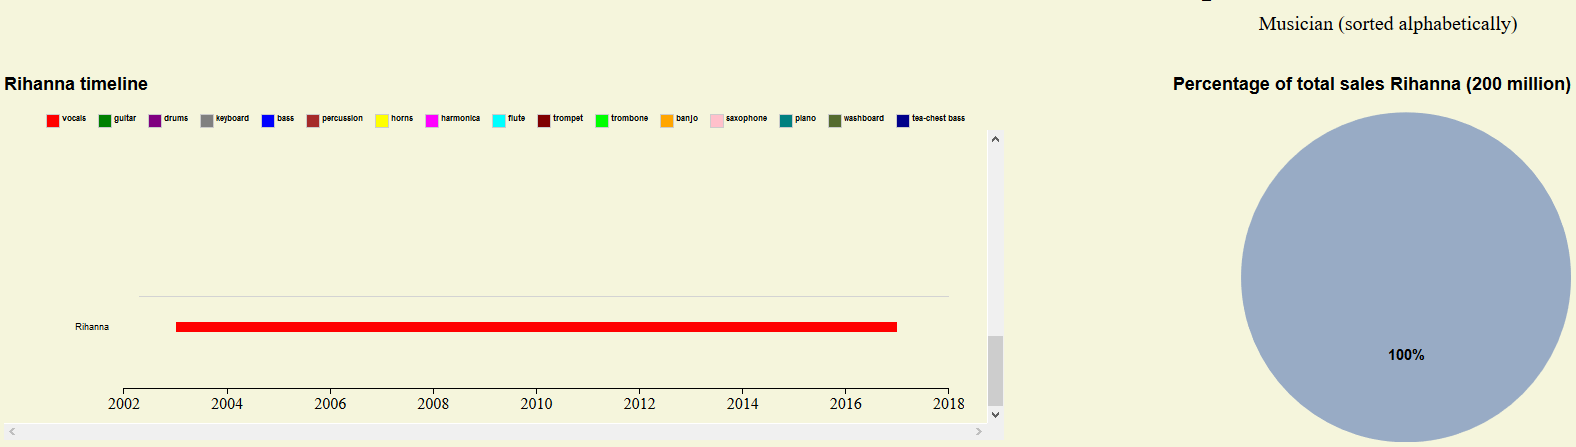 Musician (sorted alphabetically)
Rihanna timeline
Percentage of total sales Rihanna (200 million)
vocals guitar drums keyboard bass percussion horns harmonica flute trompet trombone banjo saxophone piano washboard tea-chest bass
Rihanna
100%
2002 2004 2006 2008 2010 2012 2014 2016 2018